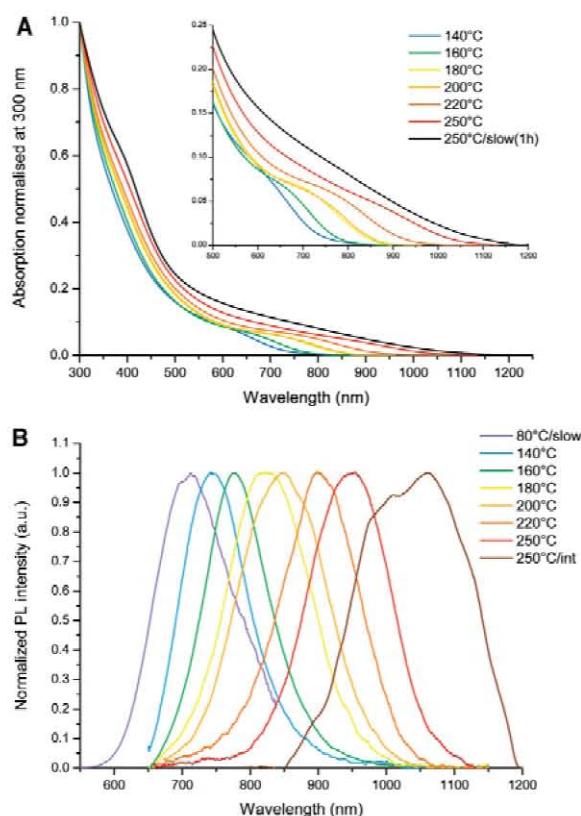 A
Absorption normalised at 300 nm
1.0
0.8
0.6
0.4
0.2
0.0
300 400 500 600 700 800 900 1000 1100 1200
Wavelength (nm)
0.25
0.20
0.15
0.10
0.05
0.00
500 600 700 800 900 1000 1100 1200
140°C
160°C
180°C
200°C
220°C
250°C
250°C/slow(1h)
B
Normalized PL intensity (a.u.)
1.1
1.0
0.9
0.8
0.7
0.6
0.5
0.4
0.3
0.2
0.1
0.0
600 700 800 900 1000 1100 1200
Wavelength (nm)
80°C/slow
140°C
160°C
180°C
200°C
220°C
250°C
250°C/int